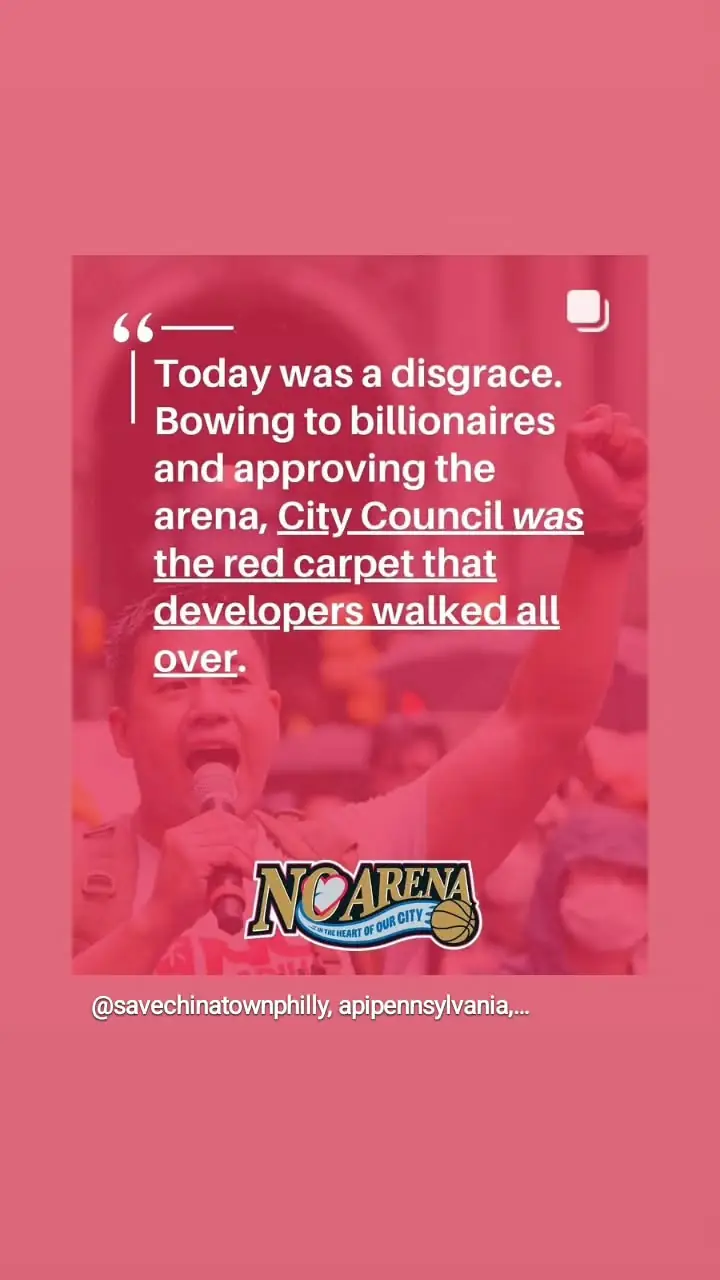 “
Today was a disgrace.
Bowing to billionaires
and approving the
arena, City Council was
the red carpet that
developers walked all
over.
NO ARENA
IN THE HEART OF OUR CITY
@savechinatownphilly, apipennsylvania,...